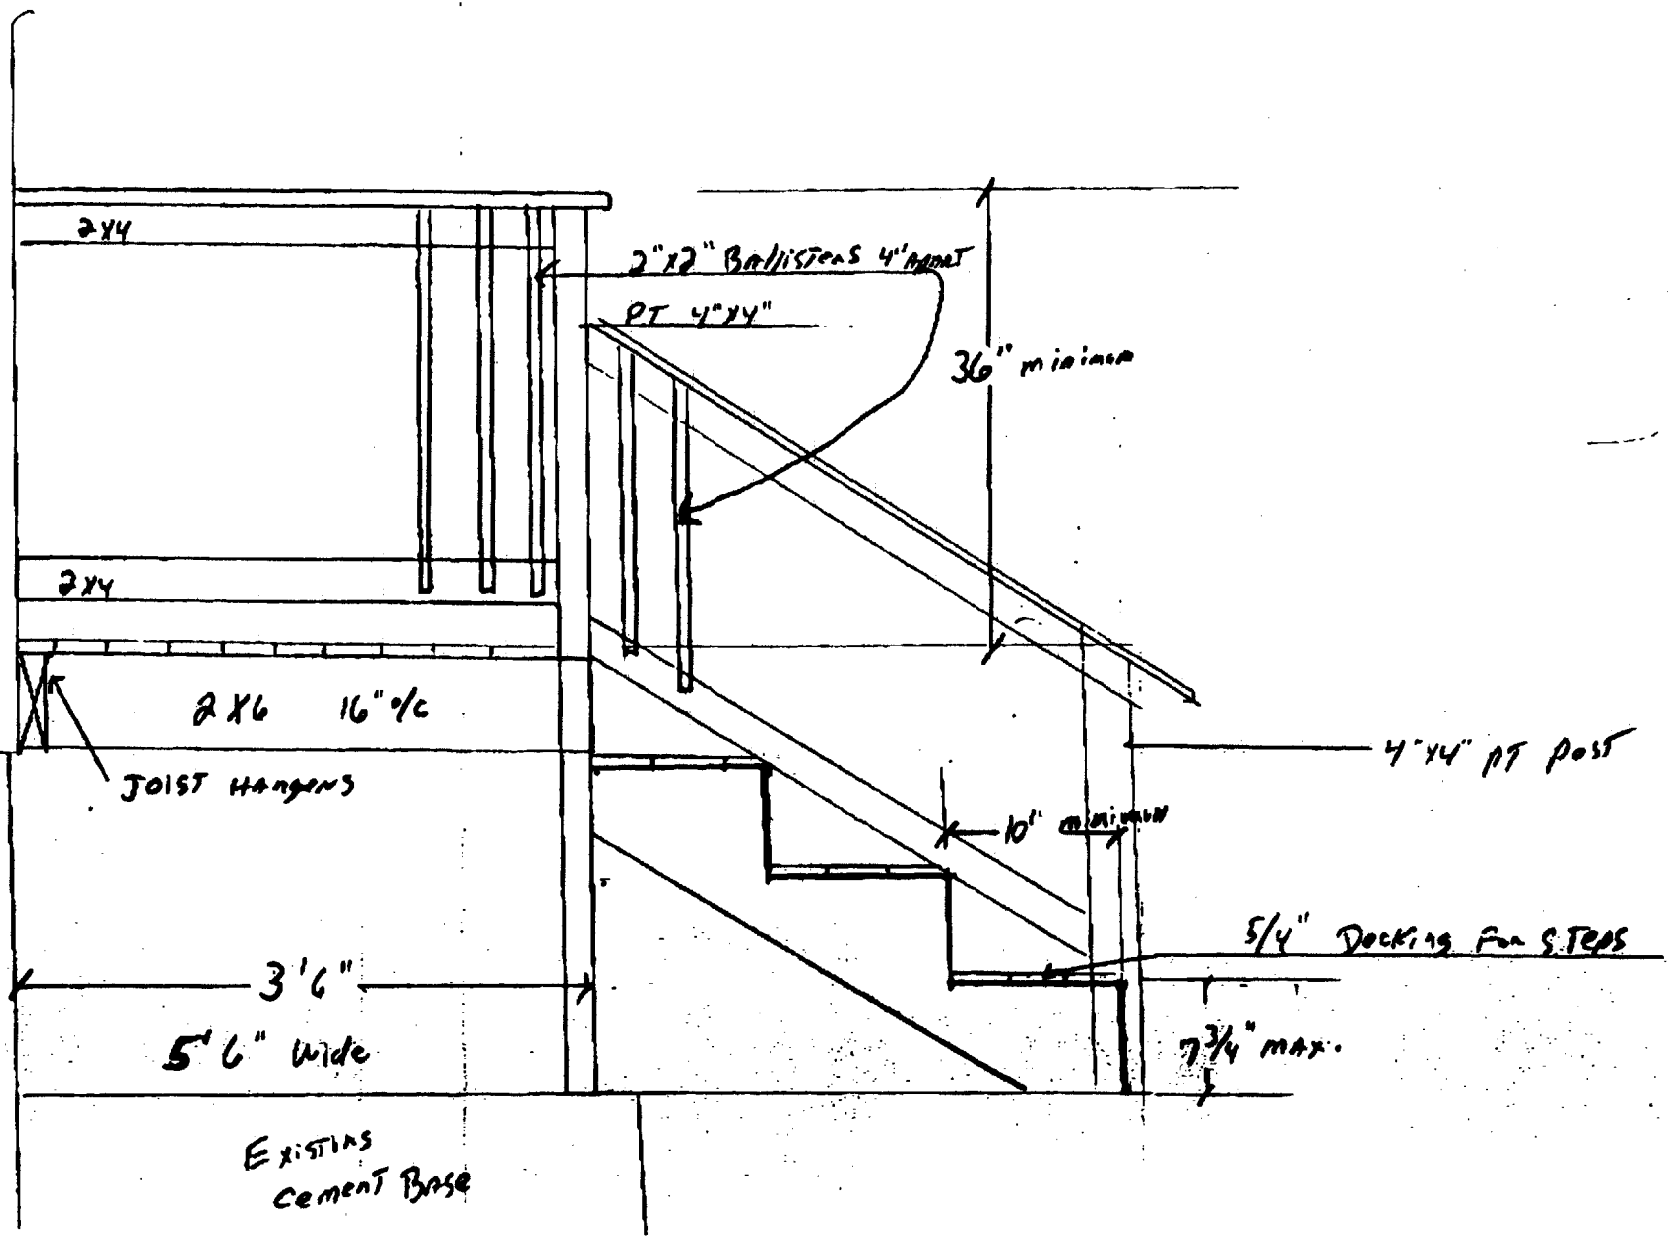 2x4
2"x2" Ballisters 4" Apart
PT 4"x4"
36" minimum
2x4
2x6 16" o/c
4"x4" PT Post
Joist Hangers
10" minimum
5/4" Decking For Steps
3'6"
5'6" Wide
7 3/4" MAX.
Existing
Cement Base